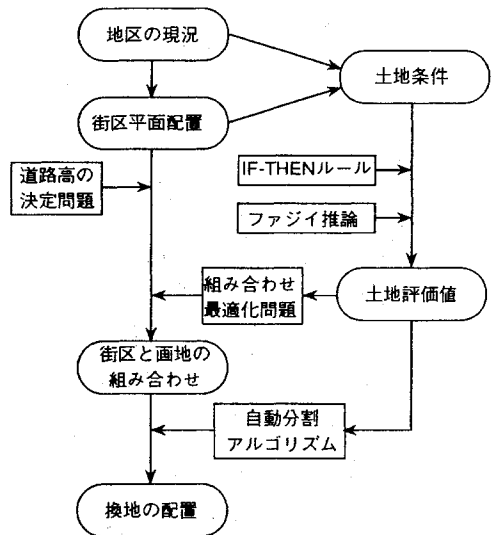 地区の現況
土地条件
街区平面配置
道路高の
決定問題
IF-THENルール
ファジイ推論
組み合わせ
最適化問題
土地評価値
街区と画地の
組み合わせ
自動分割
アルゴリズム
換地の配置